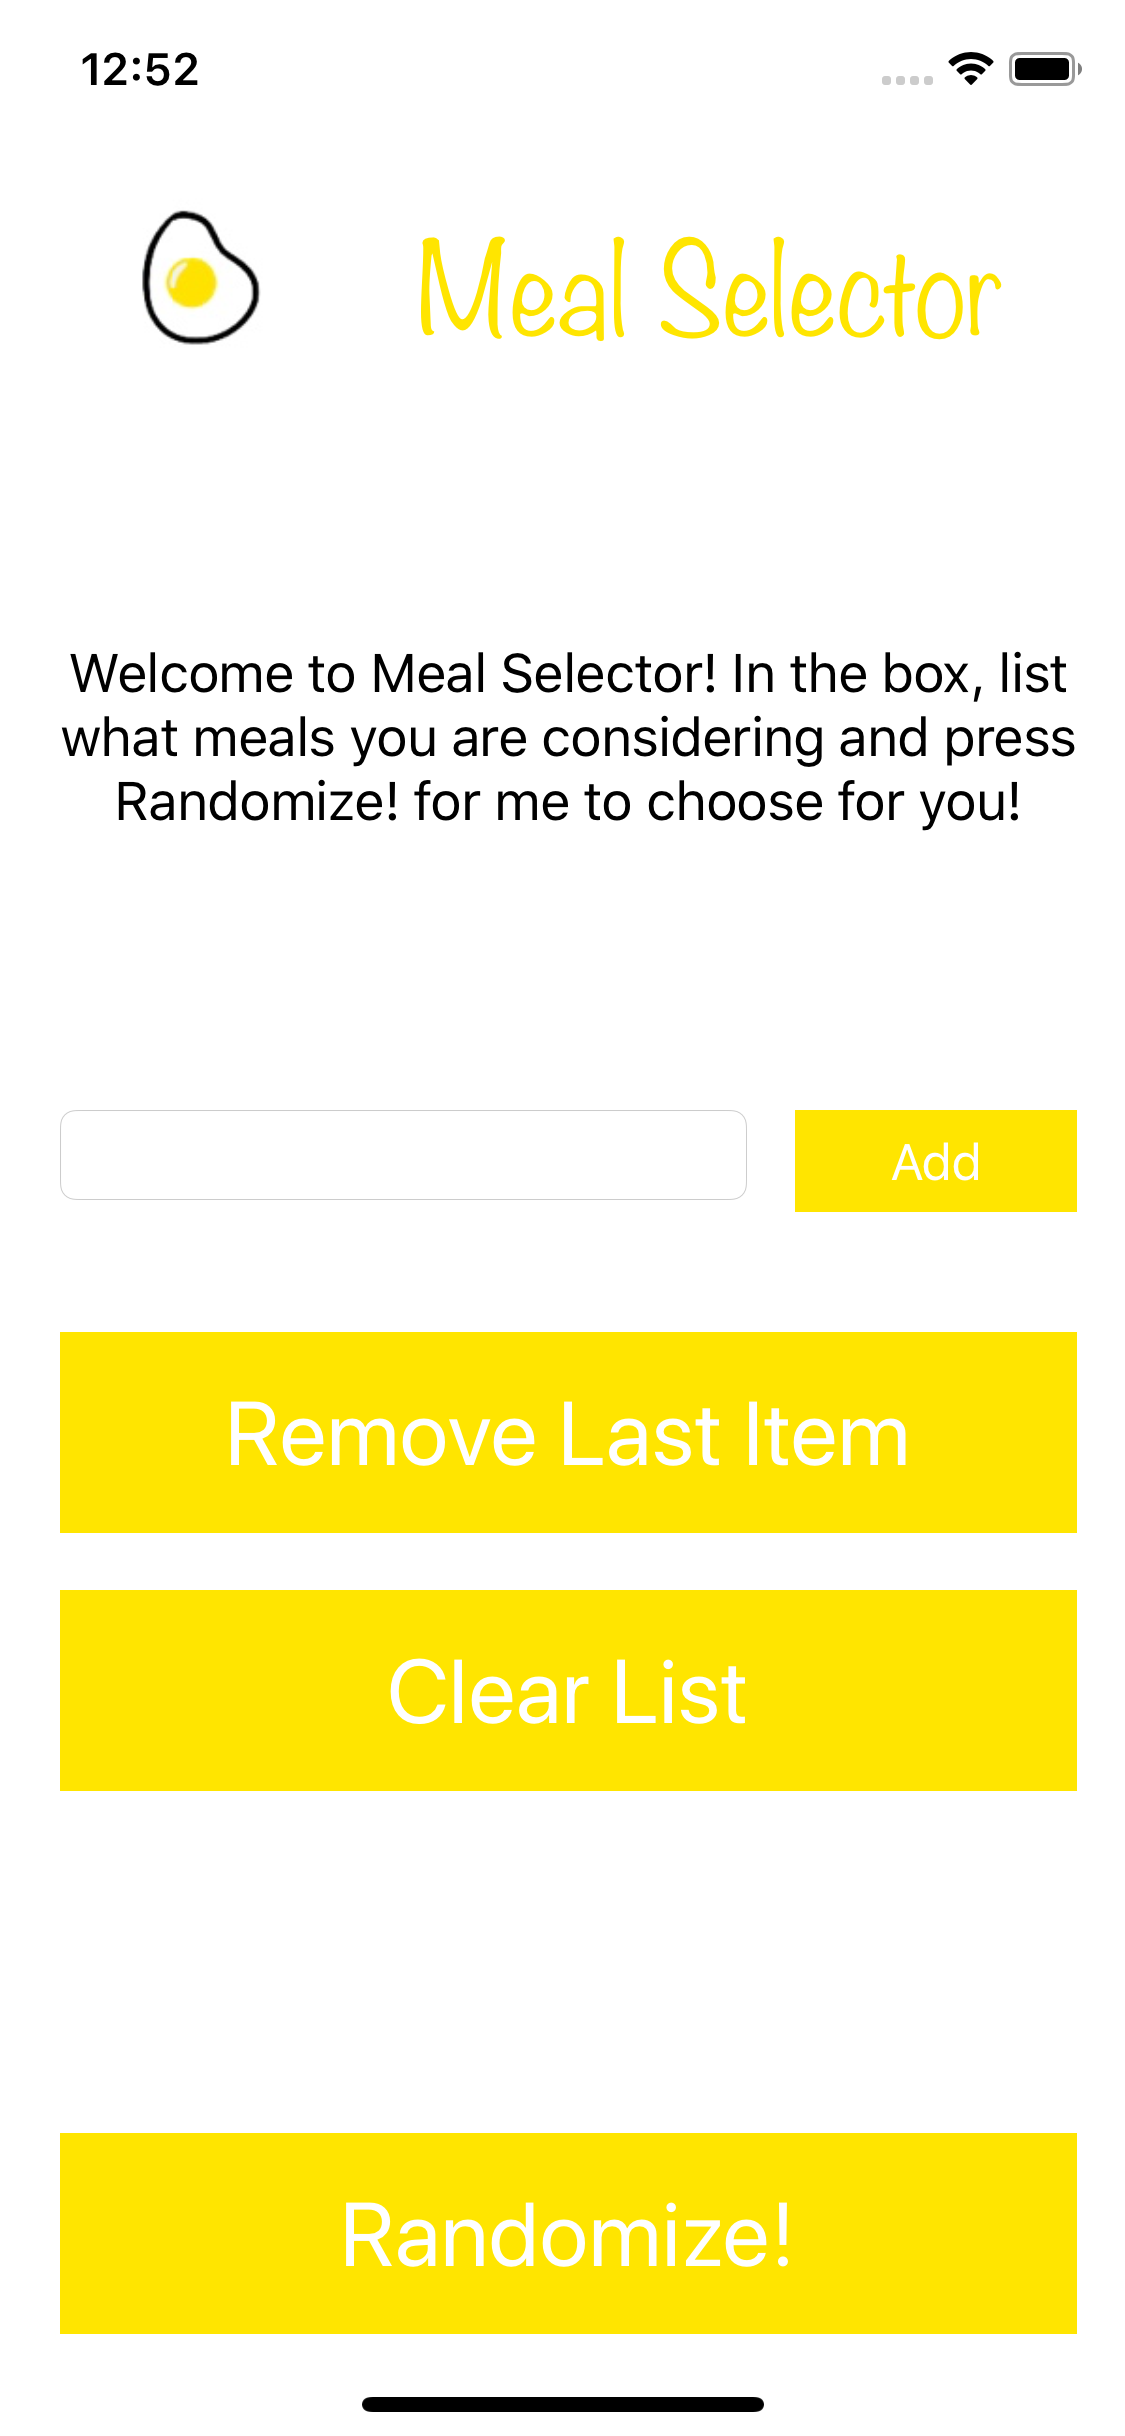 12:52
Meal Selector
Welcome to Meal Selector! In the box, list
what meals you are considering and press
Randomize! for me to choose for you!
Add
Remove Last Item
Clear List
Randomize!